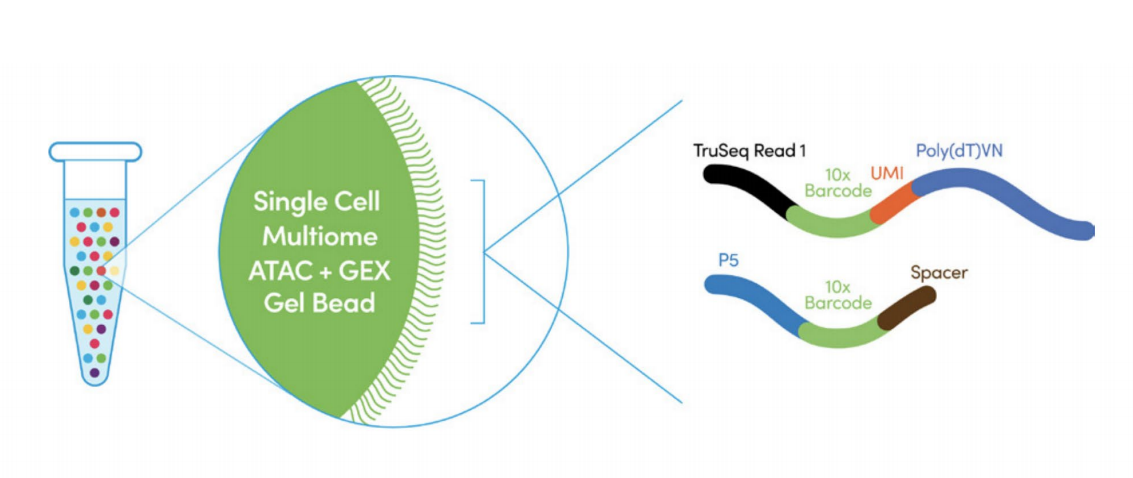 Single Cell
Multiome
ATAC + GEX
Gel Bead
TruSeq Read 1
10x
Barcode
UMI
Poly(dT)VN
P5
10x
Barcode
Spacer